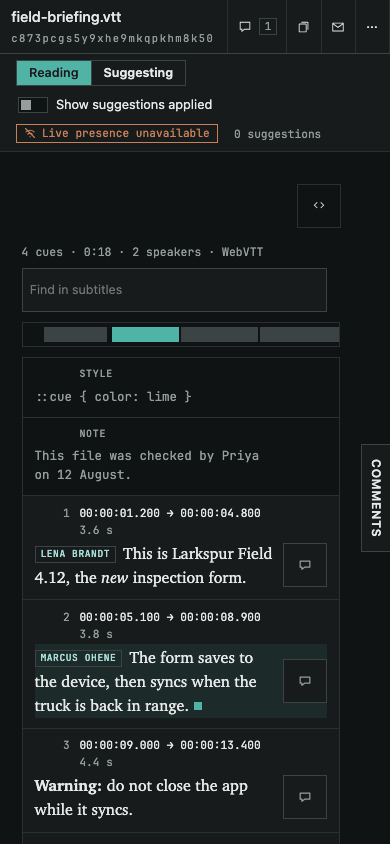 field-briefing.vtt
c873pcgs5y9xhe9mkqpkhm8k50
1
Reading
Suggesting
Show suggestions applied
Live presence unavailable
0 suggestions
4 cues · 0:18 · 2 speakers · WebVTT
Find in subtitles
STYLE
::cue { color: lime }
NOTE
This file was checked by Priya
on 12 August.
COMMENTS
1 00:00:01.200 → 00:00:04.800
3.6 s
LENA BRANDT This is Larkspur Field
4.12, the new inspection form.
2 00:00:05.100 → 00:00:08.900
3.8 s
MARCUS OHENE The form saves to
the device, then syncs when the
truck is back in range.
3 00:00:09.000 → 00:00:13.400
4.4 s
Warning: do not close the app
while it syncs.